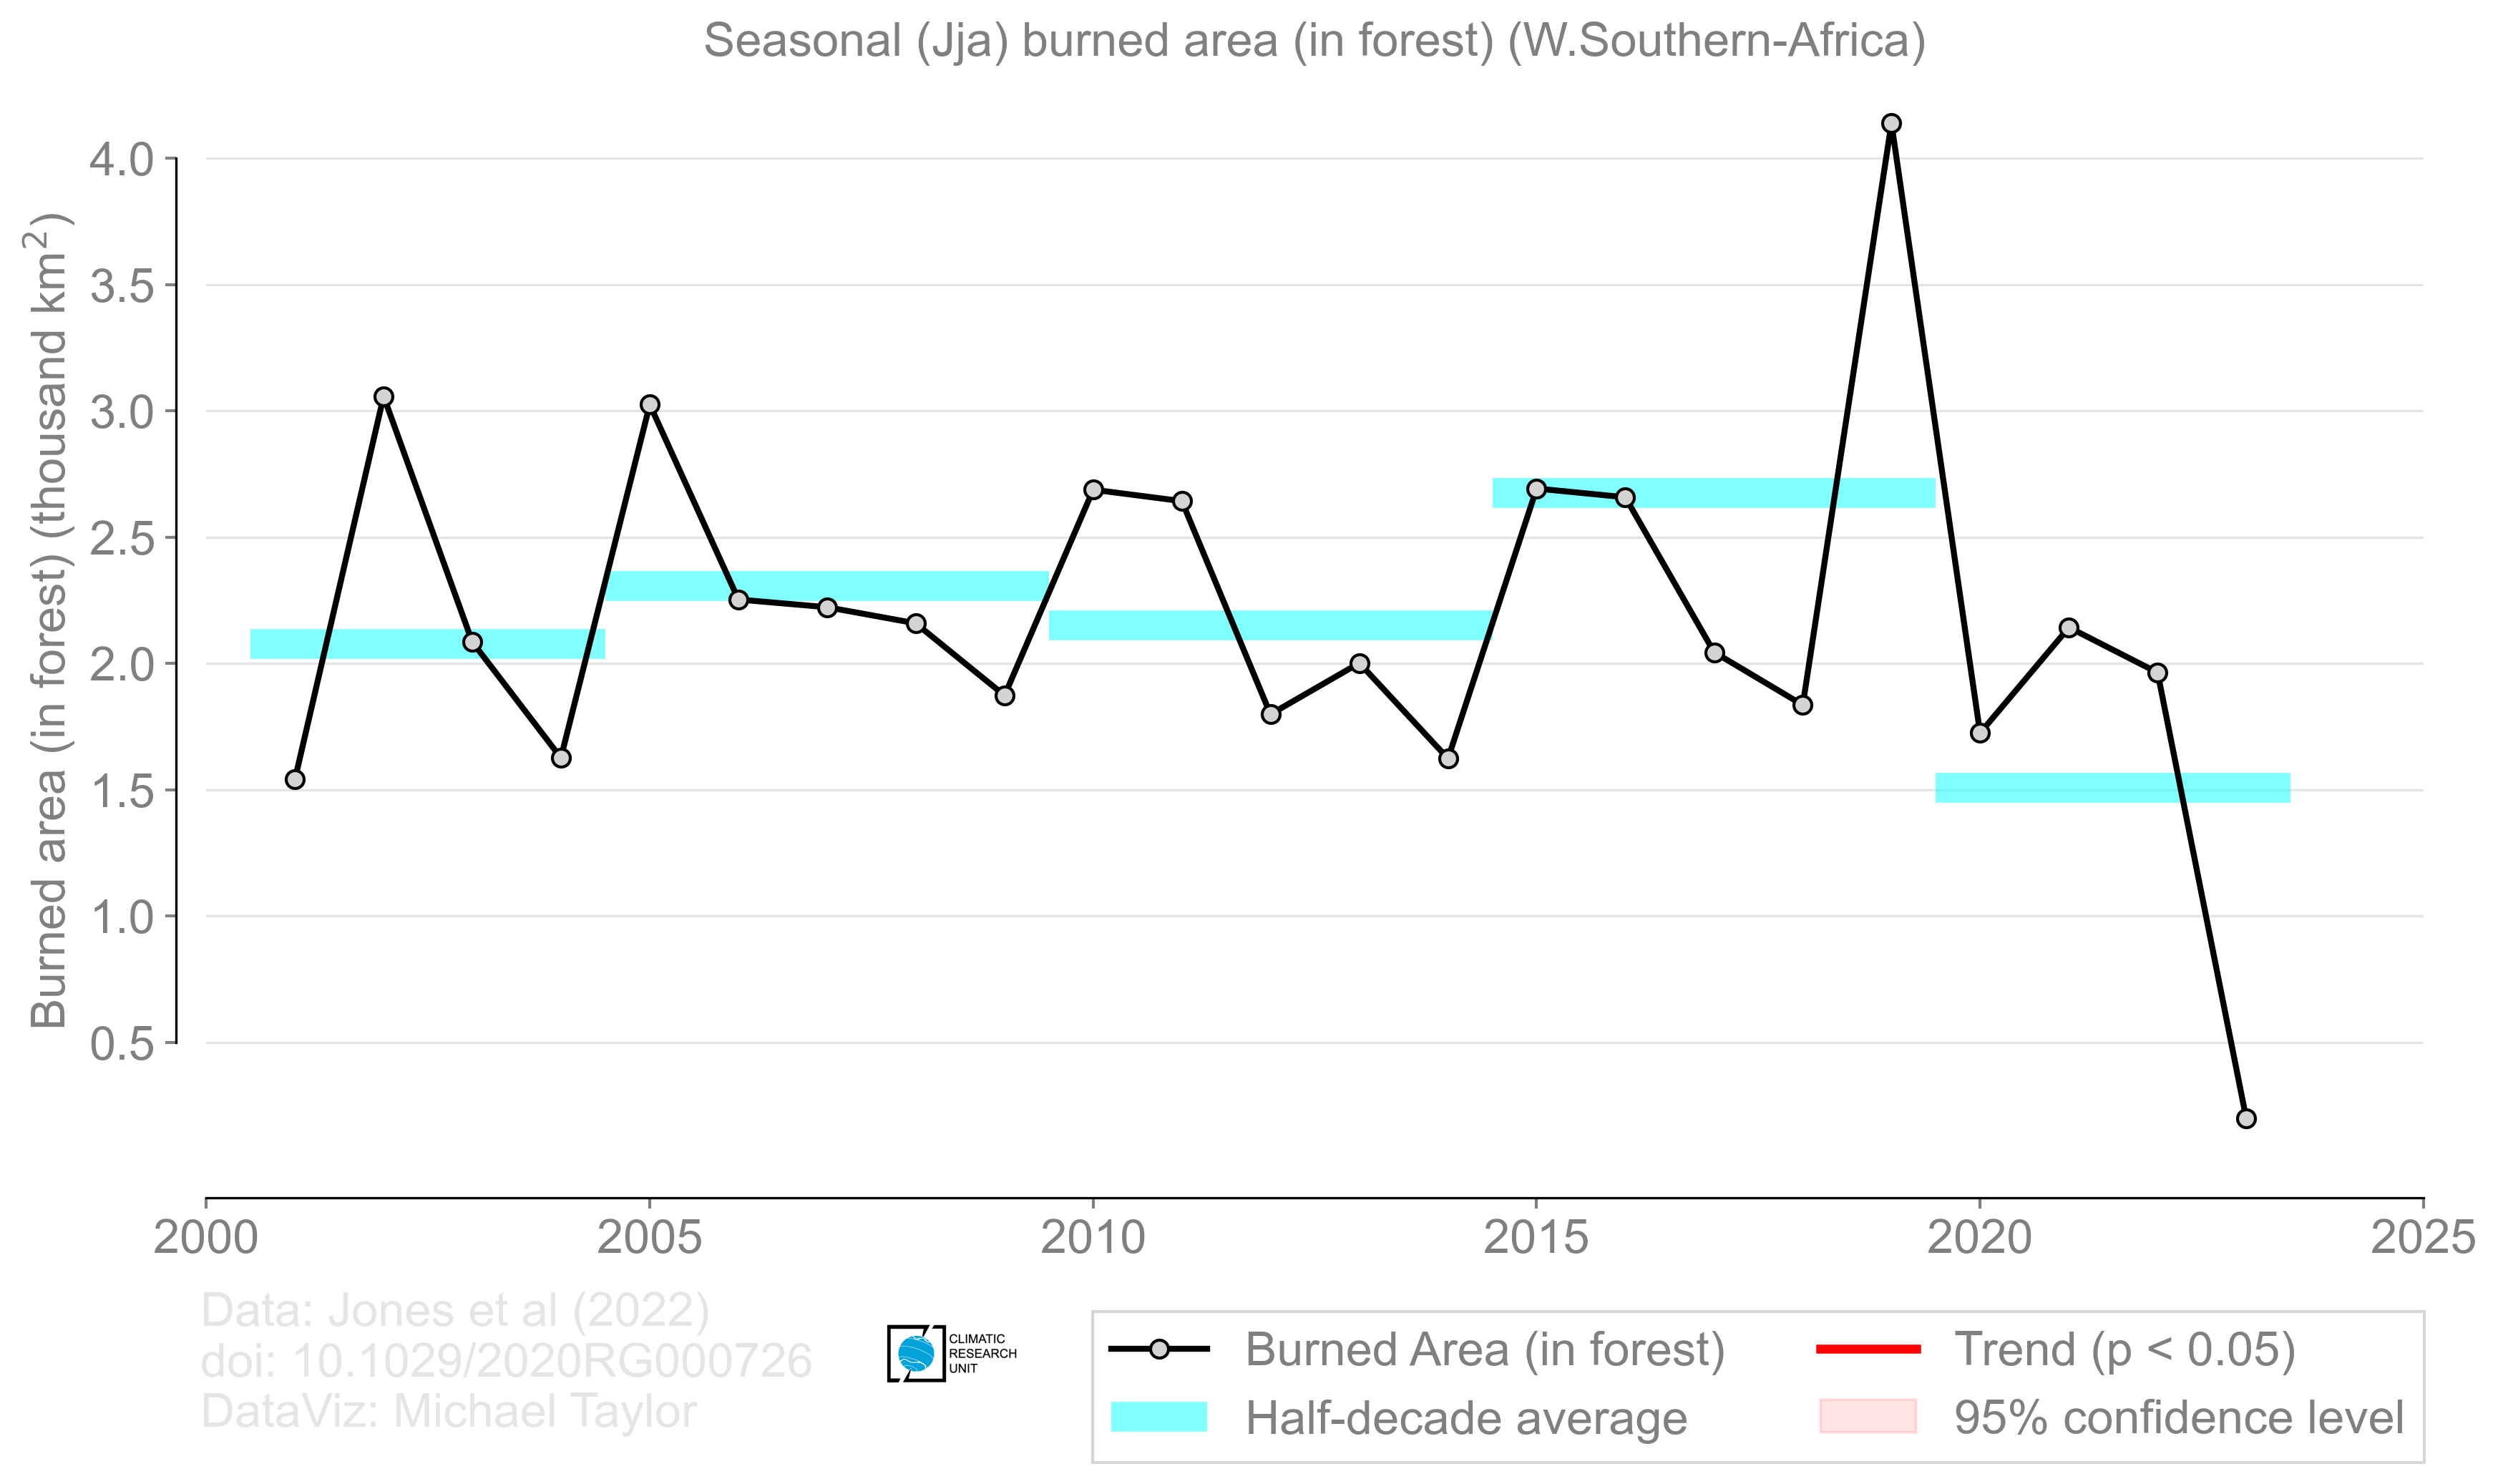 Seasonal (Jja) burned area (in forest) (W.Southern-Africa)
Burned area (in forest) (thousand km²)
4.0
3.5
3.0
2.5
2.0
1.5
1.0
0.5
2000 2005 2010 2015 2020 2025
Data: Jones et al (2022)
doi: 10.1029/2020RG000726
DataViz: Michael Taylor
CLIMATIC
RESEARCH
UNIT
Burned Area (in forest)
Half-decade average
Trend (p < 0.05)
95% confidence level